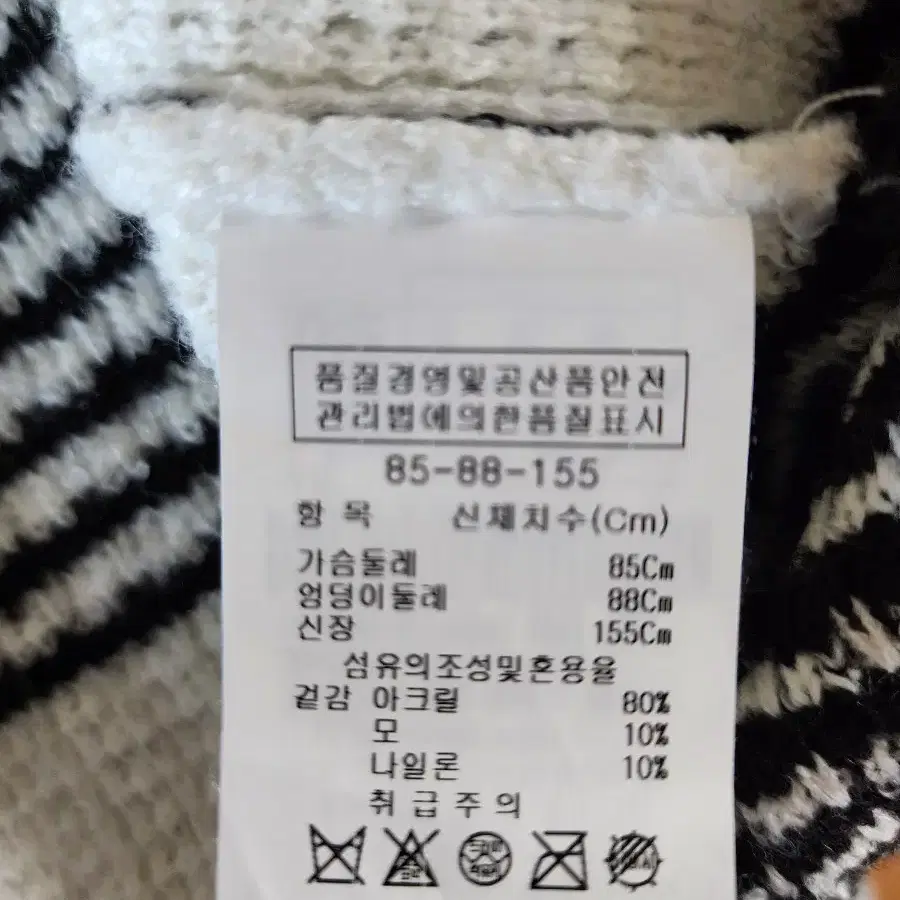 품질경영및공산품안전
관리법에의한품질표시
85-88-155
항 목 신체치수(Cm)
가슴둘레 85Cm
엉덩이둘레 88Cm
신장 155Cm
섬유의조성및혼용율
겉감 아크릴 80%
모 10%
나일론 10%
취 급 주 의